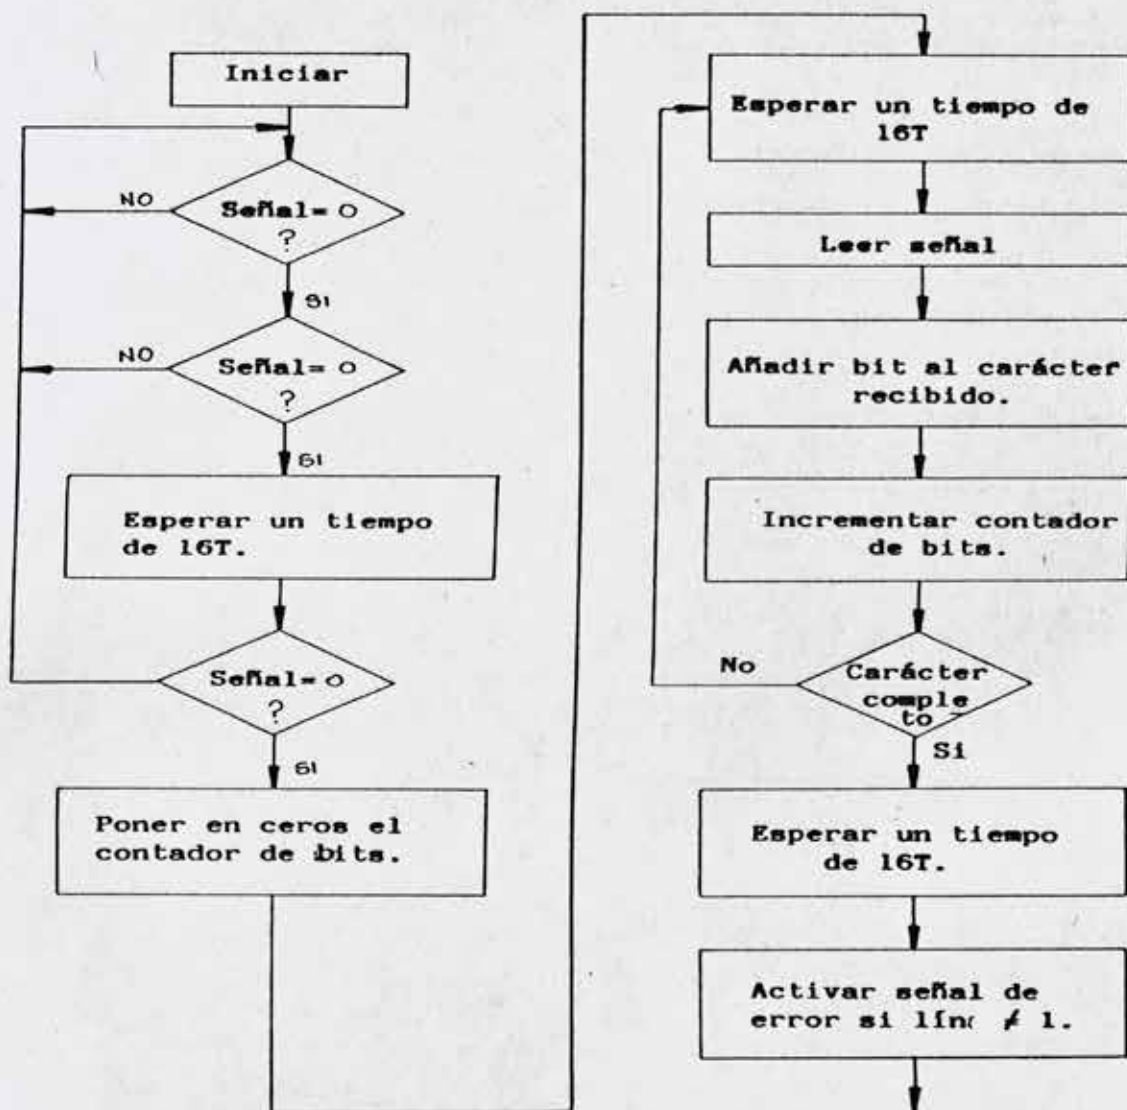 Iniciar
NO
Señal= 0
?
SI
NO
Señal= 0
?
SI
Esperar un tiempo
de 16T.
Señal= 0
?
SI
Poner en ceros el
contador de bits.
Esperar un tiempo de
16T
Leer señal
Añadir bit al carácter
recibido.
Incrementar contador
de bits.
No
Carácter
comple
to
Si
Esperar un tiempo
de 16T.
Activar señal de
error si ≠ 1.